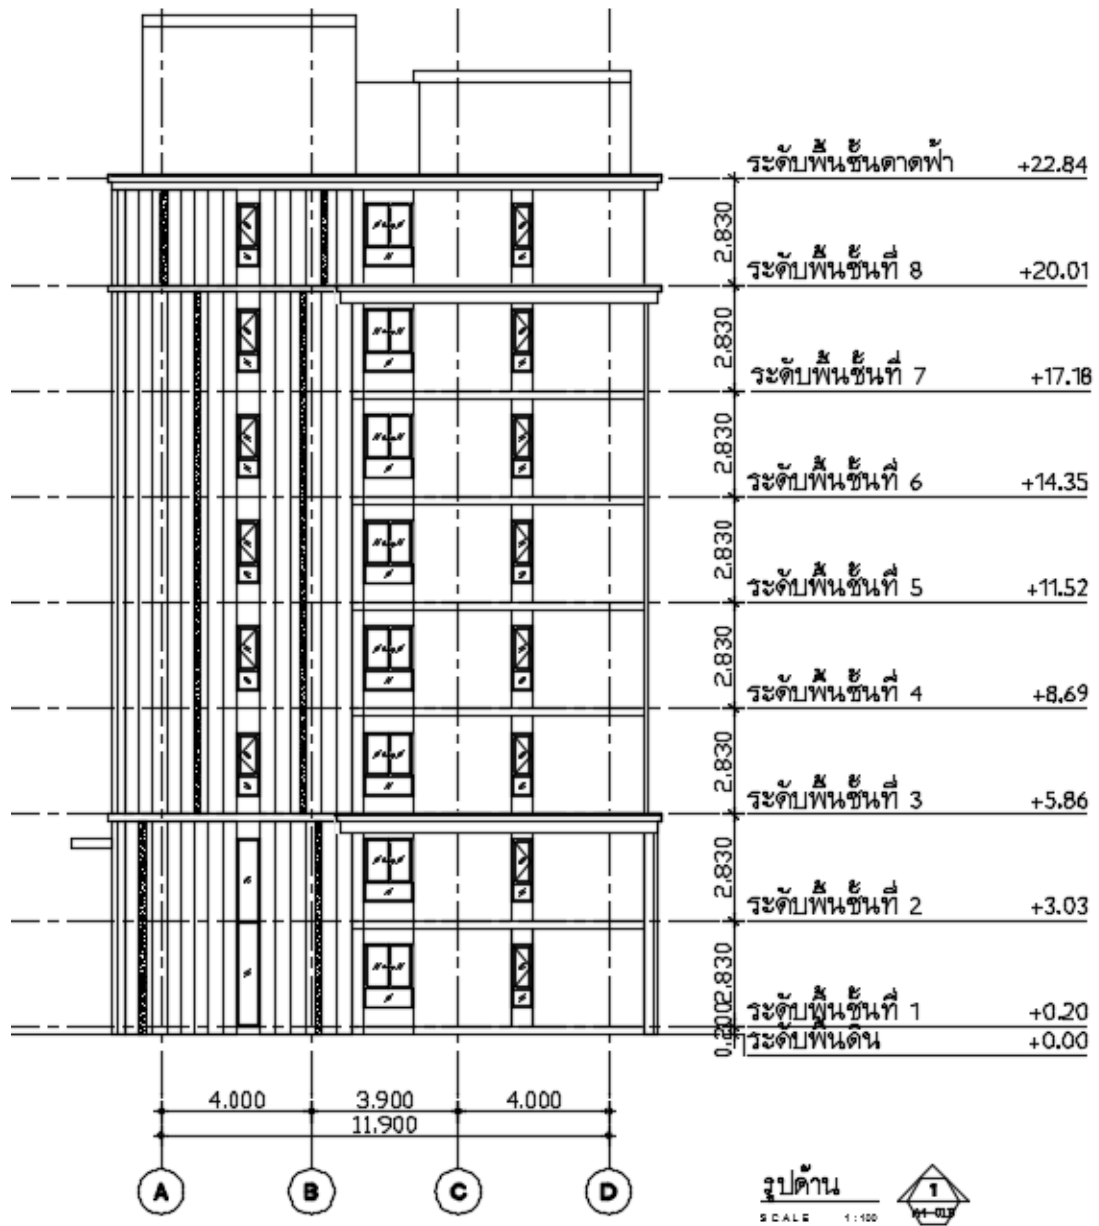 ระดับพื้นชั้นดาดฟ้า +22.84
2.830
ระดับพื้นชั้นที่ 8 +20.01
2.830
ระดับพื้นชั้นที่ 7 +17.18
2.830
ระดับพื้นชั้นที่ 6 +14.35
2.830
ระดับพื้นชั้นที่ 5 +11.52
2.830
ระดับพื้นชั้นที่ 4 +8.69
2.830
ระดับพื้นชั้นที่ 3 +5.86
2.830
ระดับพื้นชั้นที่ 2 +3.03
2.830
ระดับพื้นชั้นที่ 1 +0.20
0.200
ระดับพื้นดิน +0.00
4.000 3.900 4.000
11.900
A B C D
รูปด้าน 1
SCALE 1:100